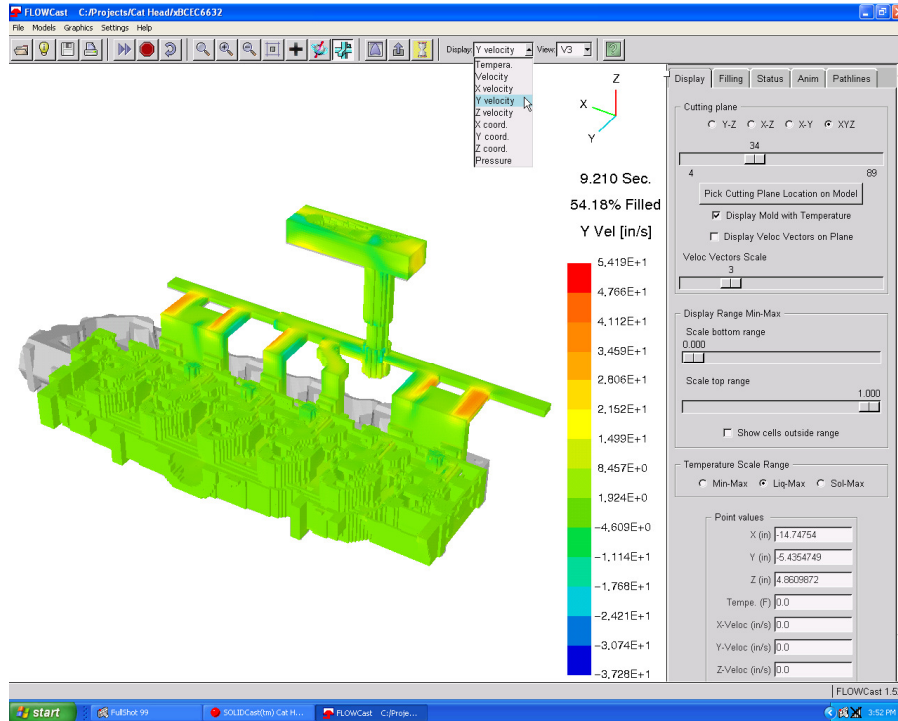 FLOWCast C:/Projects/Cat Head/xBCEC6632
File Models Graphics Settings Help
Display: Y velocity View: V3
Tempera.
Velocity
X velocity
Y velocity
Z velocity
X coord.
Y coord.
Z coord.
Pressure
Z
X
Y
9.210 Sec.
54.18% Filled
Y Vel [in/s]
5.419E+1
4.766E+1
4.112E+1
3.459E+1
2.806E+1
2.152E+1
1.499E+1
8.457E+0
1.924E+0
-4.609E+0
-1.114E+1
-1.768E+1
-2.421E+1
-3.074E+1
-3.728E+1
Display Filling Status Anim Pathlines
Cutting plane
Y-Z X-Z X-Y XYZ
34
4 89
Pick Cutting Plane Location on Model
Display Mold with Temperature
Display Veloc Vectors on Plane
Veloc Vectors Scale
3
Display Range Min-Max
Scale bottom range
0.000
Scale top range
1.000
Show cells outside range
Temperature Scale Range
Min-Max Liq-Max Sol-Max
Point values
X (in) -14.74754
Y (in) -5.4354749
Z (in) 4.8609872
Tempe. (F) 0.0
X-Veloc (in/s) 0.0
Y-Veloc (in/s) 0.0
Z-Veloc (in/s) 0.0
FLOWCast 1.5
start FullShot 99 SOLIDCast(tm) Cat H... FLOWCast C:/Proje... 3:52 PM